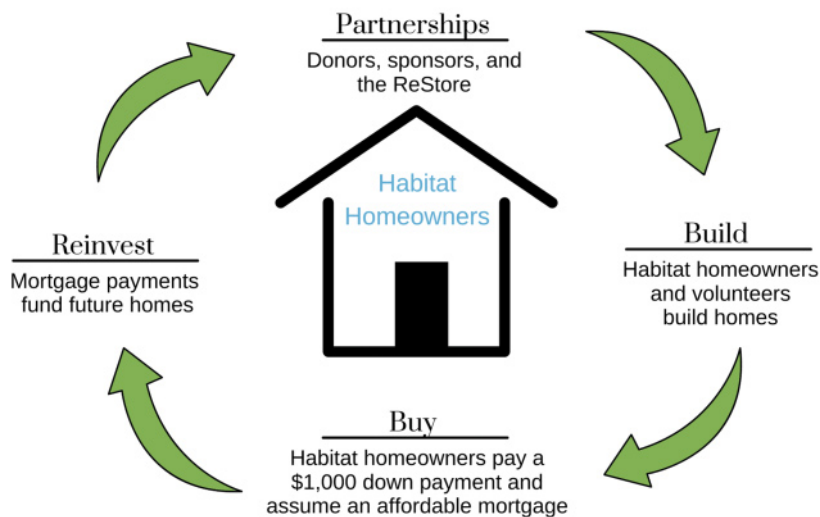 Partnerships
Donors, sponsors, and
the ReStore
Habitat
Homeowners
Build
Habitat homeowners
and volunteers
build homes
Buy
Habitat homeowners pay a
$1,000 down payment and
assume an affordable mortgage
Reinvest
Mortgage payments
fund future homes